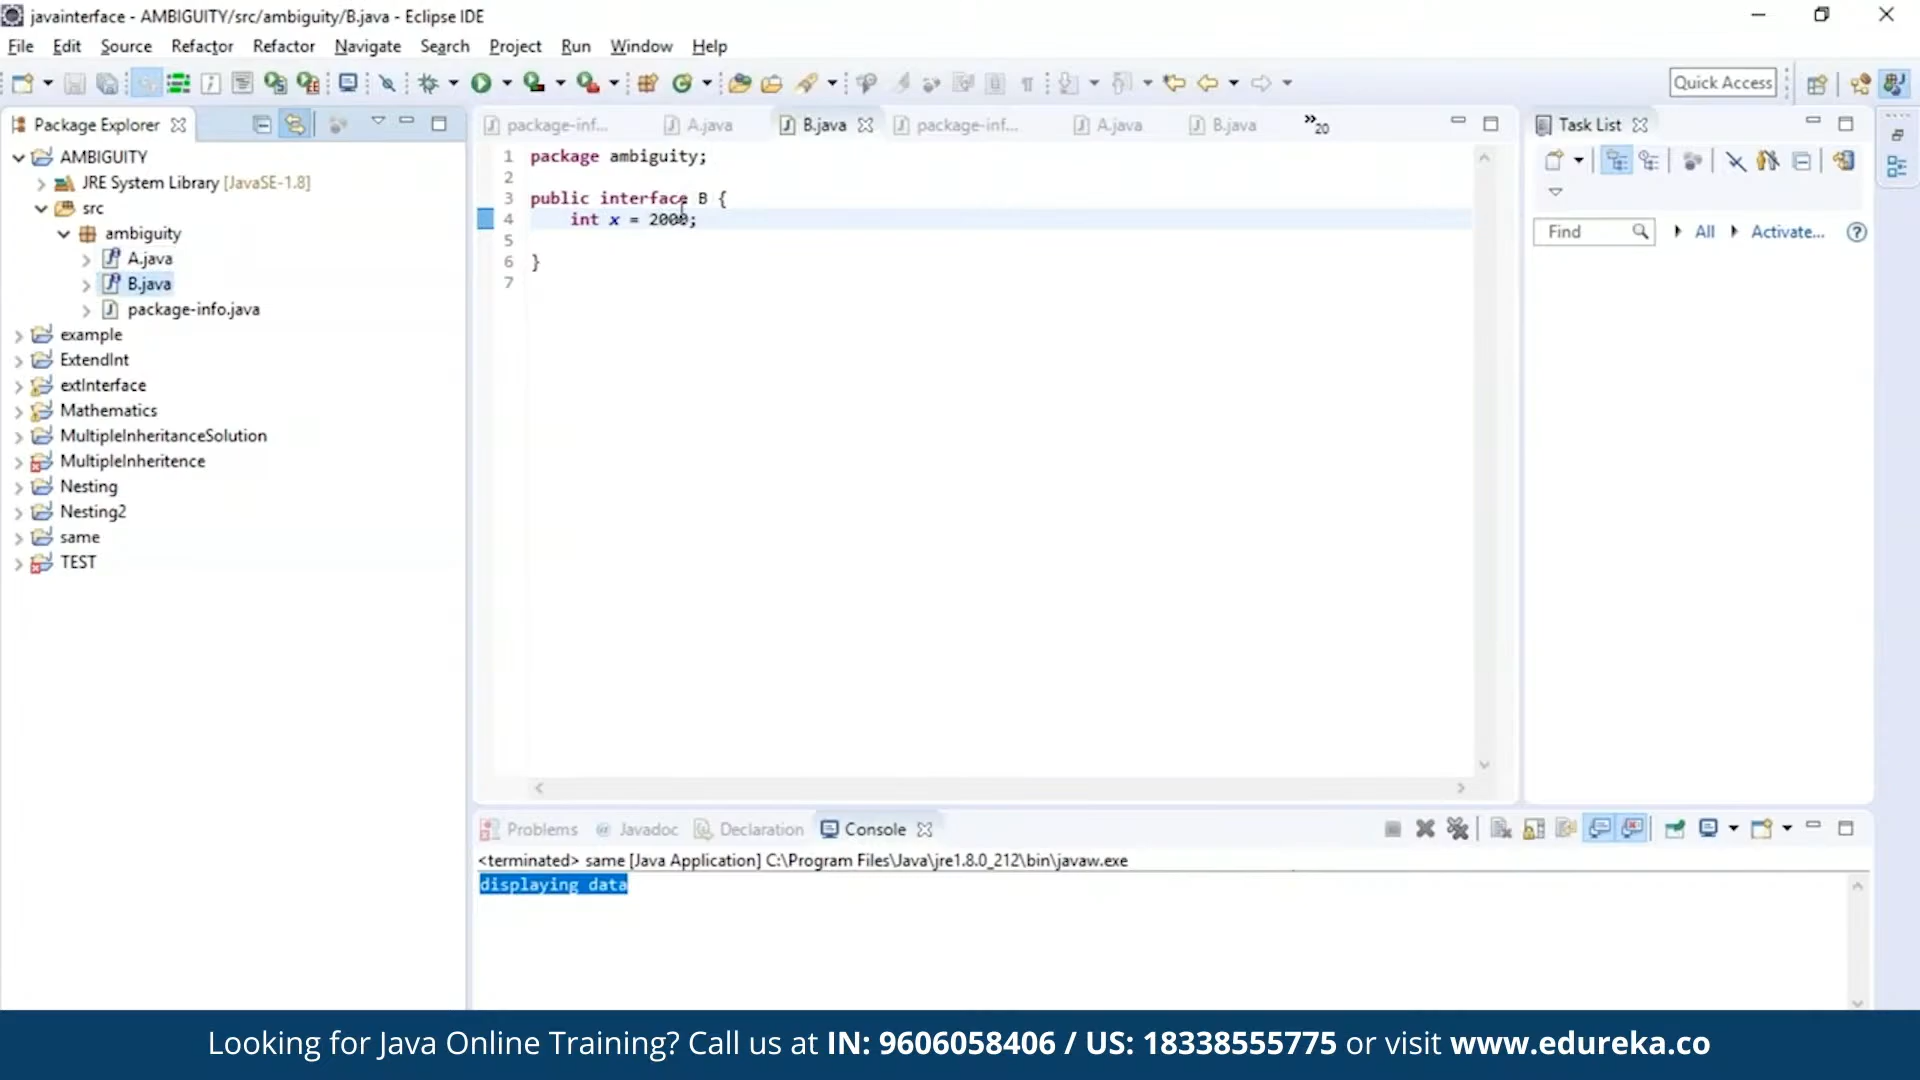 javainterface - AMBIGUITY/src/ambiguity/B.java - Eclipse IDE
File Edit Source Refactor Refactor Navigate Search Project Run Window Help
Quick Access
Package Explorer
AMBIGUITY
JRE System Library [JavaSE-1.8]
src
ambiguity
A.java
B.java
package-info.java
example
ExtendInt
extInterface
Mathematics
MultipleInheritanceSolution
MultipleInheritence
Nesting
Nesting2
same
TEST
package-inf... A.java B.java package-inf... A.java B.java »20
1 package ambiguity;
2
3 public interface B {
4 int x = 2000;
5
6 }
7
Task List
Find All Activate...
Problems @ Javadoc Declaration Console
<terminated> same [Java Application] C:\Program Files\Java\jre1.8.0_212\bin\javaw.exe
displaying data
Looking for Java Online Training? Call us at IN: 9606058406 / US: 18338555775 or visit www.edureka.co